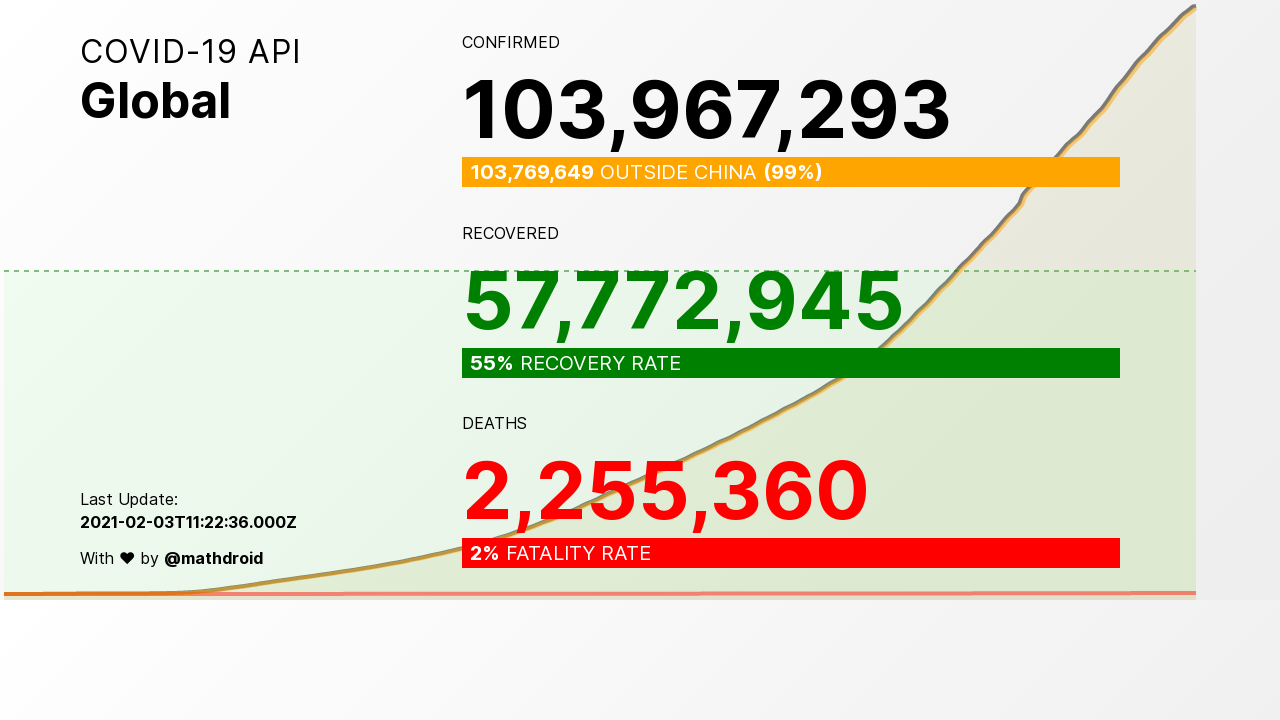 COVID-19 API
Global
CONFIRMED
103,967,293
103,769,649 OUTSIDE CHINA (99%)
RECOVERED
57,772,945
55% RECOVERY RATE
DEATHS
2,255,360
2% FATALITY RATE
Last Update:
2021-02-03T11:22:36.000Z
With ♥ by @mathdroid